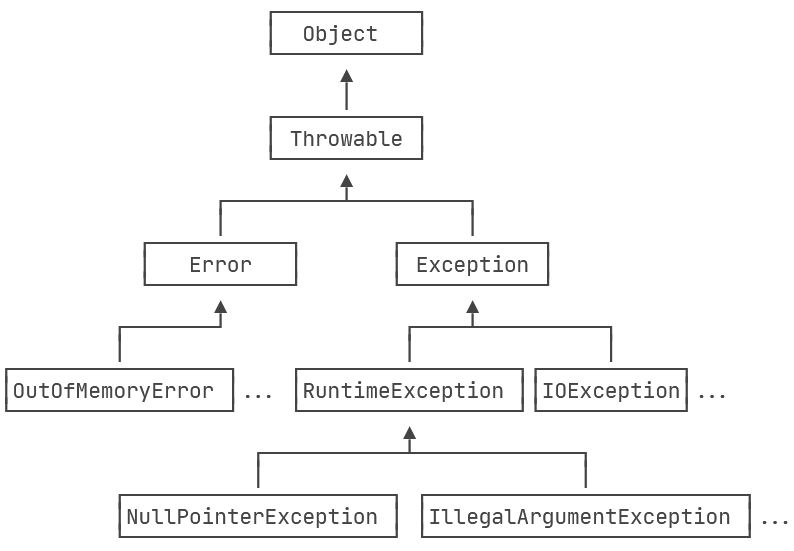 Object
Throwable
Error Exception
OutOfMemoryError ... RuntimeException IOException ...
NullPointerException IllegalArgumentException ...